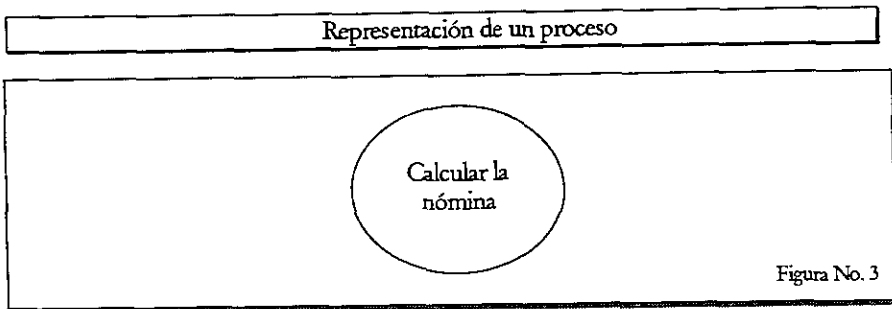 Representación de un proceso
Calcular la
nómina
Figura No. 3